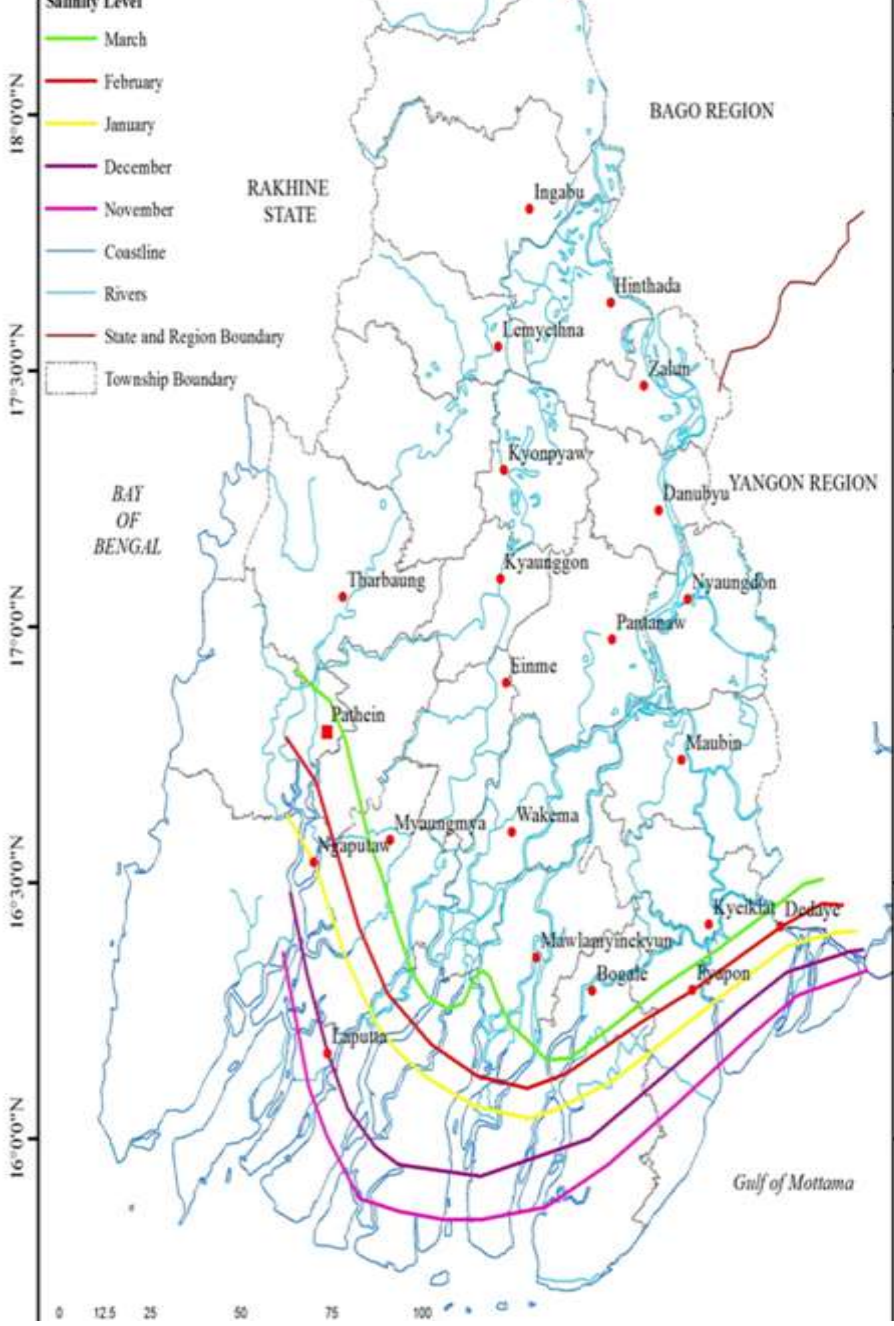 Salinity Level
March
February
January
December
November
Coastline
Rivers
State and Region Boundary
Township Boundary
18°0'0"N
17°30'0"N
17°0'0"N
16°30'0"N
16°0'0"N
BAGO REGION
RAKHINE
STATE
Ingabu
Hinthada
Lemyethna
Zalun
Kyonpyaw
Danubyu
YANGON REGION
BAY
OF
BENGAL
Kyaunggon
Tharbaung
Nyaungdon
Pantanaw
Einme
Pathein
Maubin
Wakema
Myaungmya
Ngaputaw
Kyeiklat
Dedaye
Mawlamyinekyun
Bogale
Pyapon
Laputta
Gulf of Mottama
0 12.5 25 50 75 100